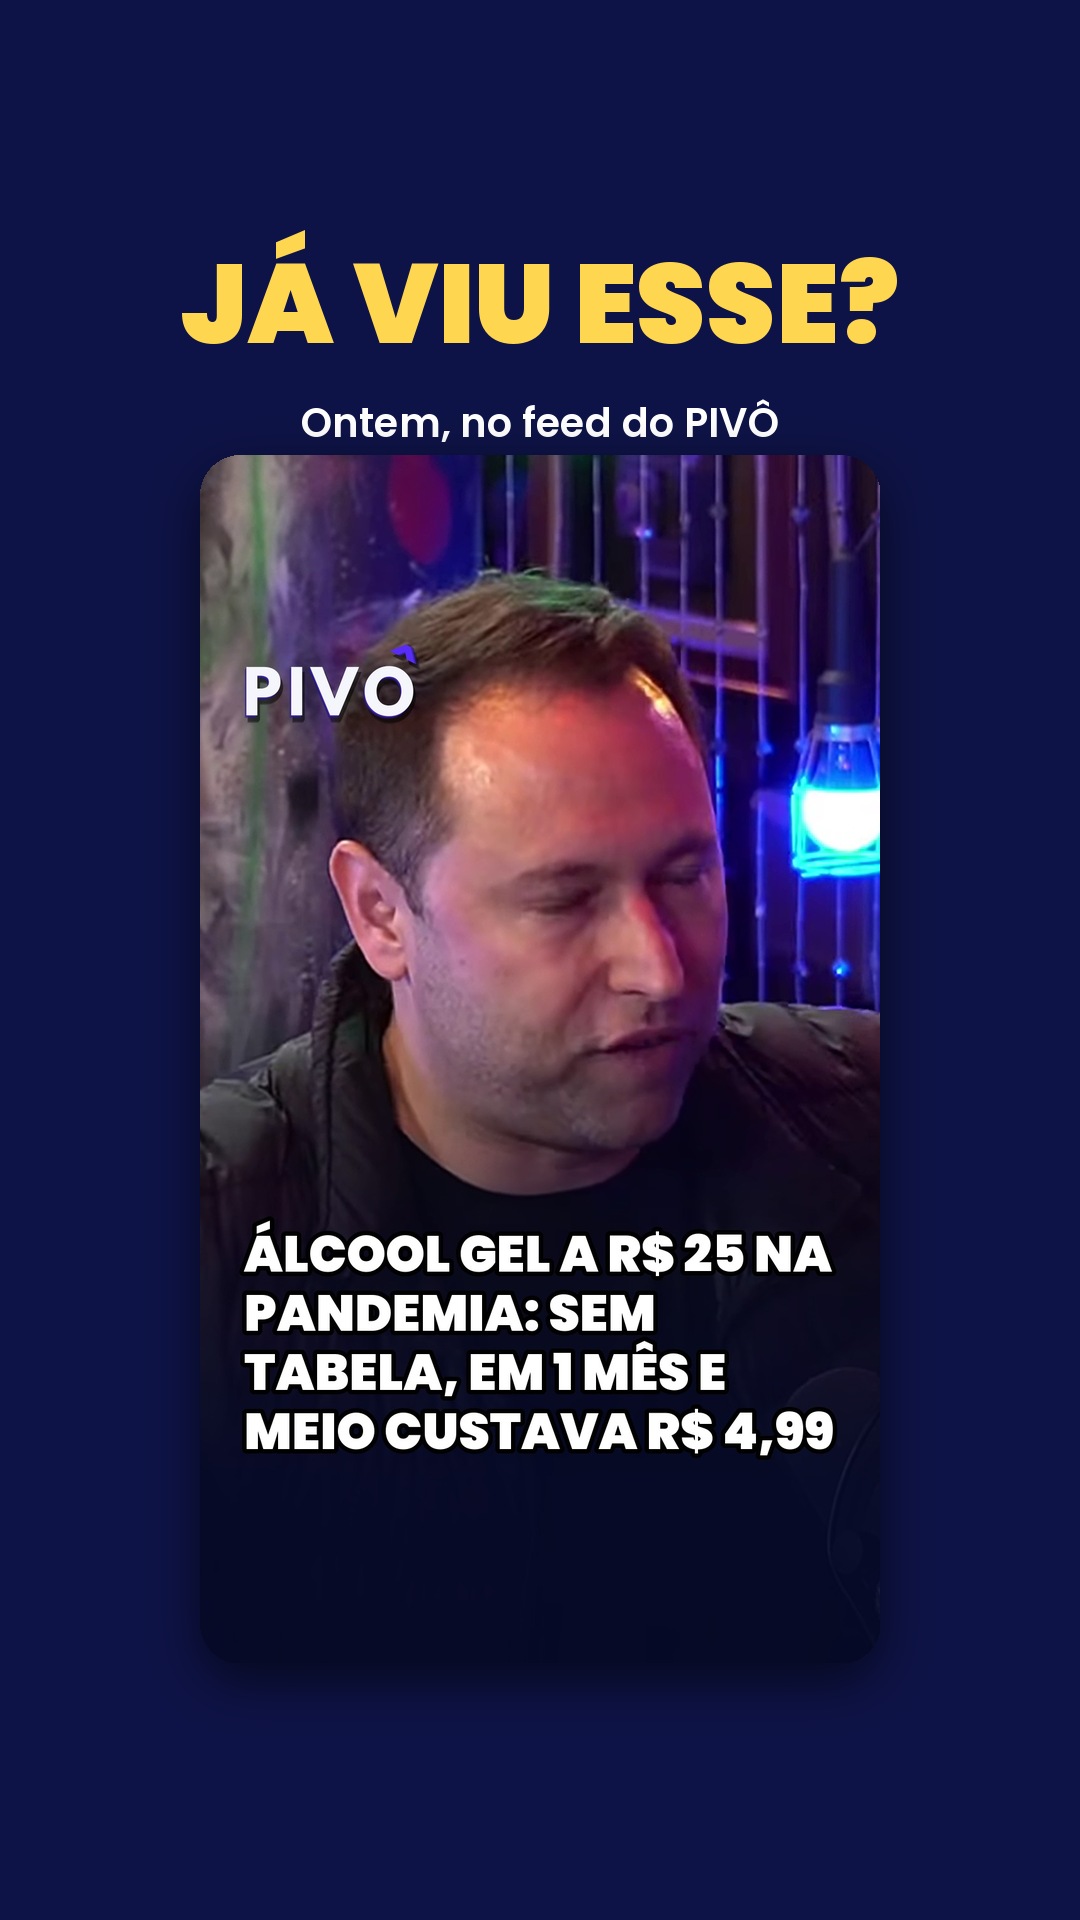 JÁ VIU ESSE?
Ontem, no feed do PIVÔ
PIVÔ
ÁLCOOL GEL A R$ 25 NA
PANDEMIA: SEM
TABELA, EM 1 MÊS E
MEIO CUSTAVA R$ 4,99